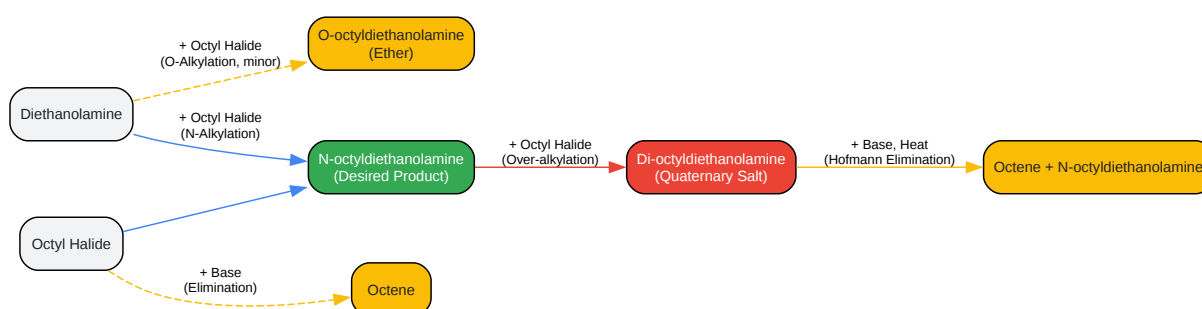 O-octyldiethanolamine
(Ether)
+ Octyl Halide
(O-Alkylation, minor)
Diethanolamine
+ Octyl Halide
(N-Alkylation)
N-octyldiethanolamine
(Desired Product)
+ Octyl Halide
(Over-alkylation)
Di-octyldiethanolamine
(Quaternary Salt)
+ Base, Heat
(Hofmann Elimination)
Octene + N-octyldiethanolamine
Octyl Halide
+ Base
(Elimination)
Octene